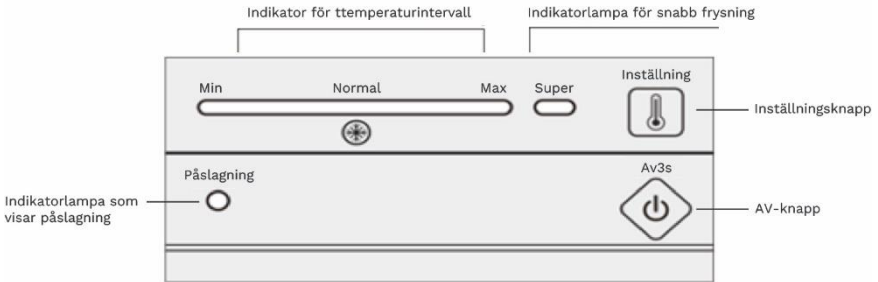 Indikator för ttemperaturintervall
Indikatorlampa för snabb frysning
Min
Normal
Max
Super
Inställning
Inställningsknapp
Påslagning
Av3s
Indikatorlampa som
visar påslagning
AV-knapp